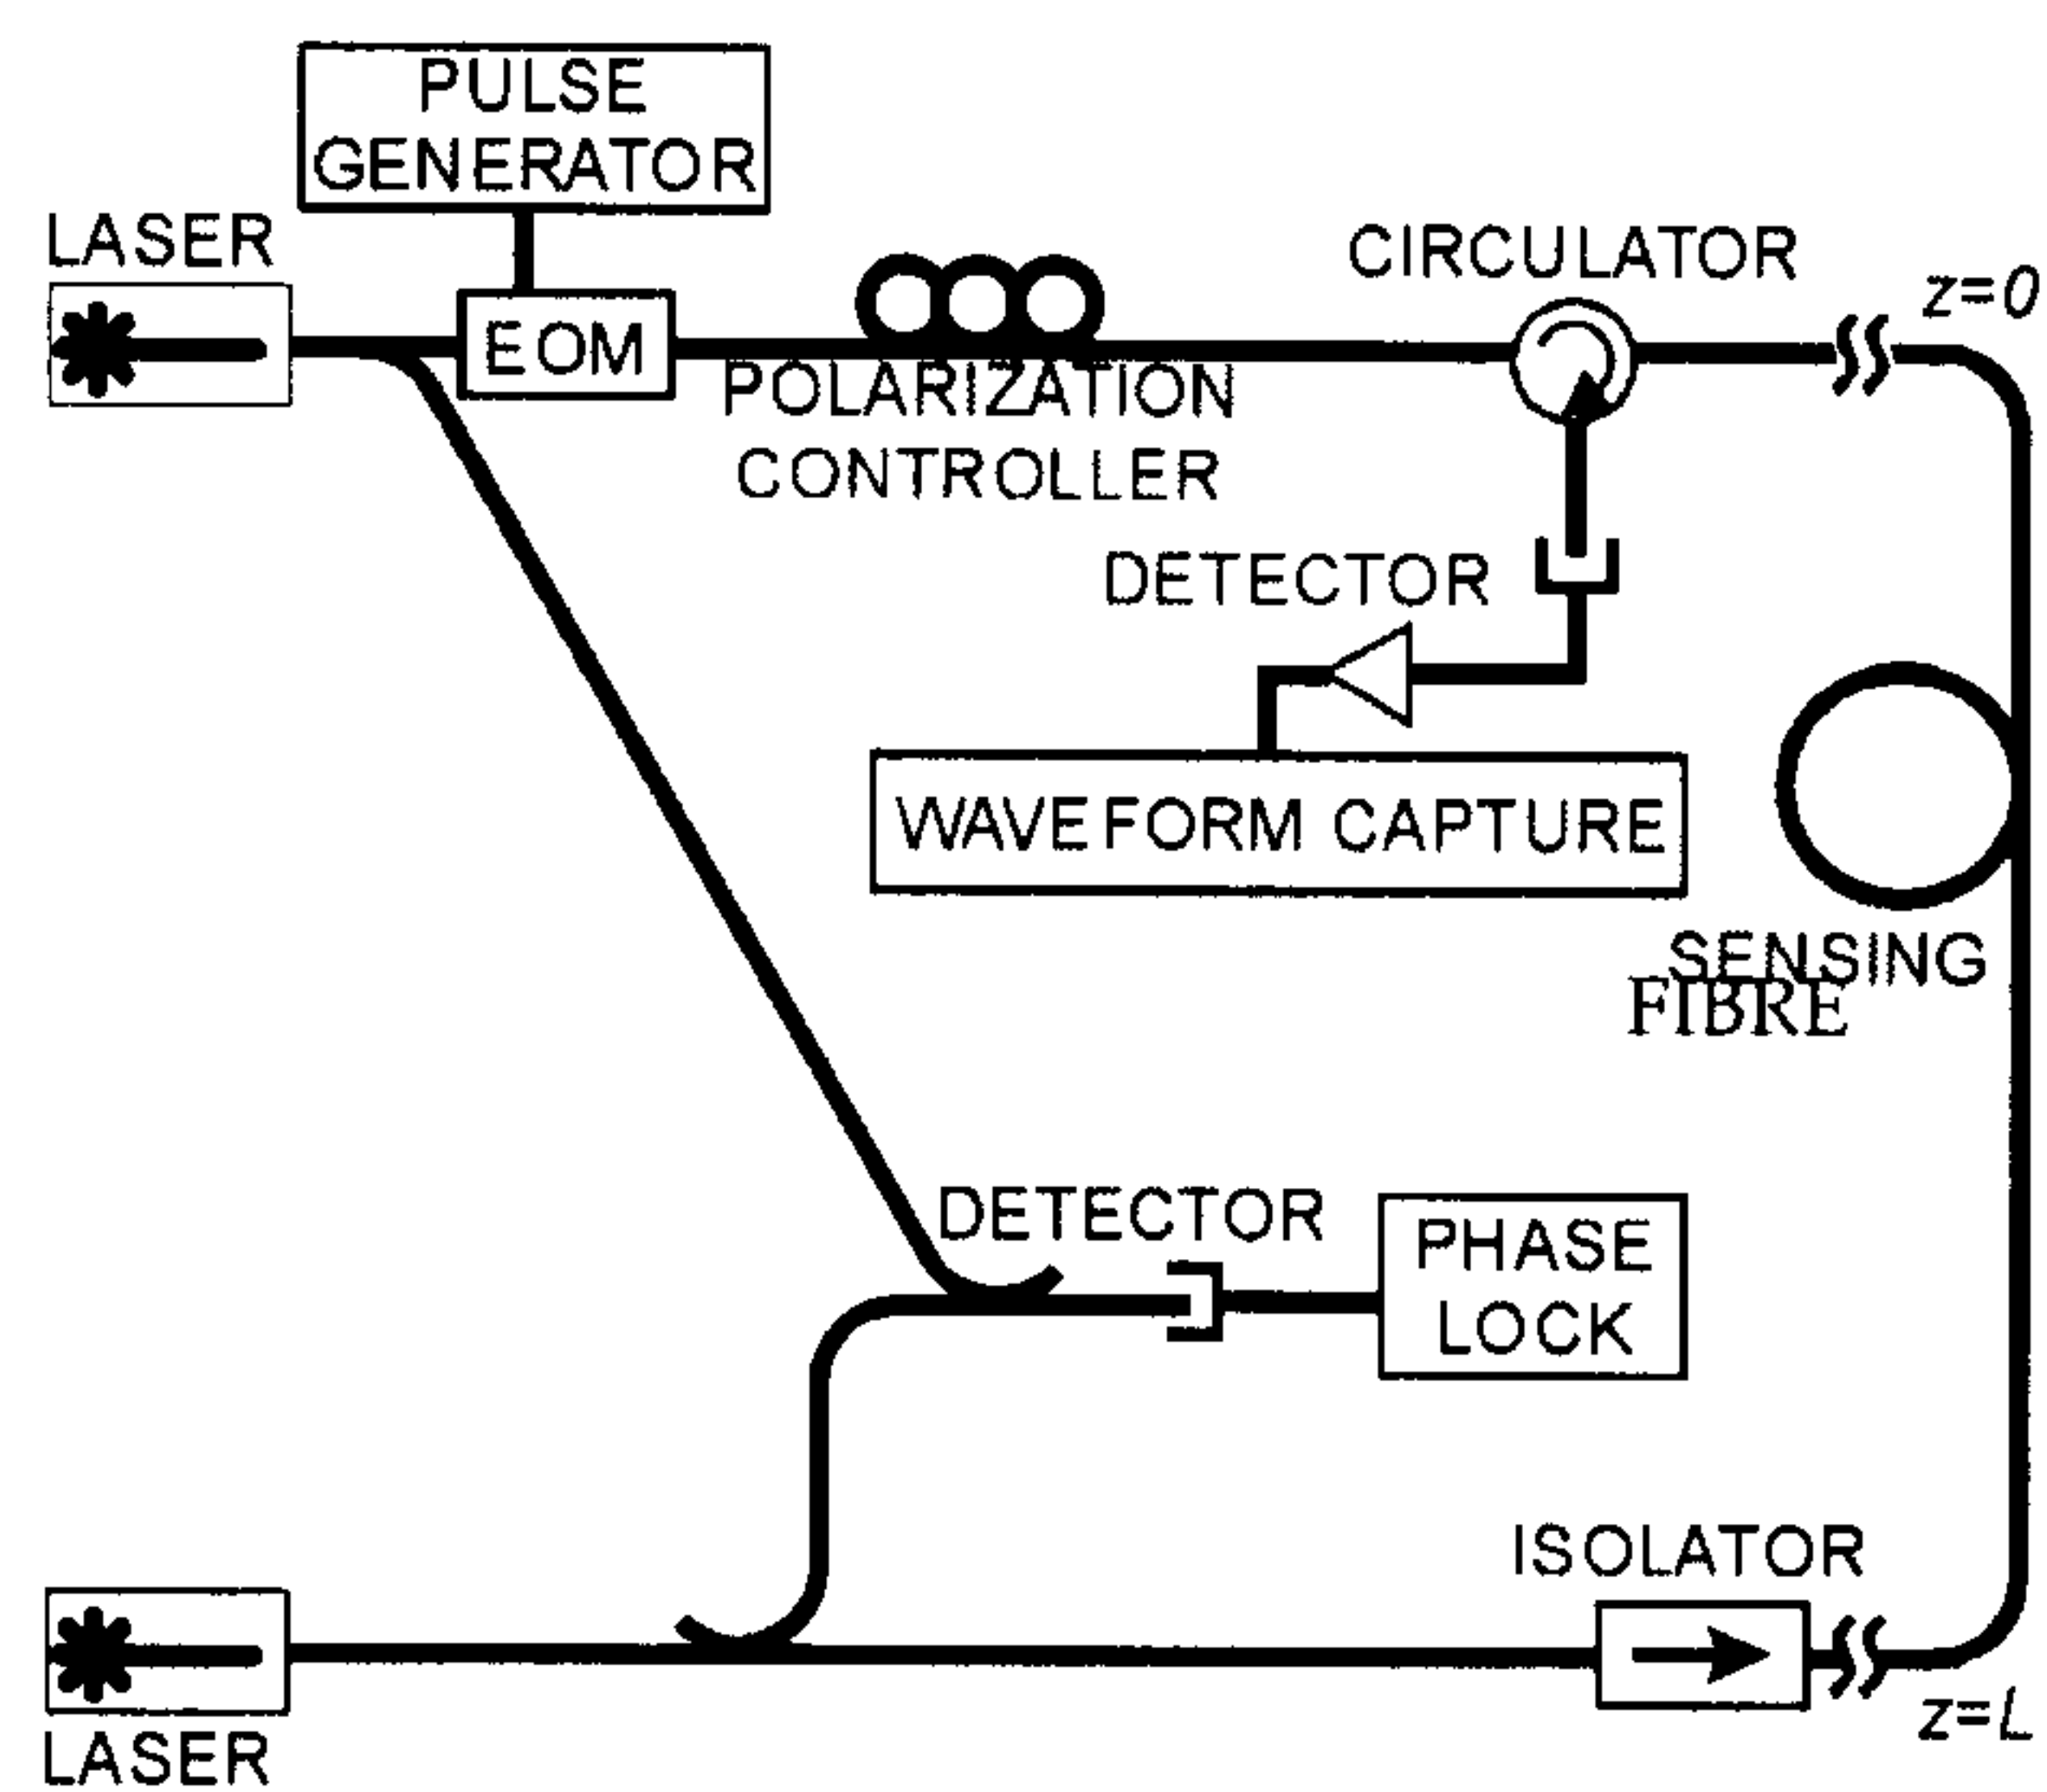 PULSE
GENERATOR
LASER
CIRCULATOR
z=0
EOM
POLARIZATION
CONTROLLER
DETECTOR
WAVEFORM CAPTURE
SENSING
FIBRE
DETECTOR
PHASE
LOCK
ISOLATOR
z=L
LASER